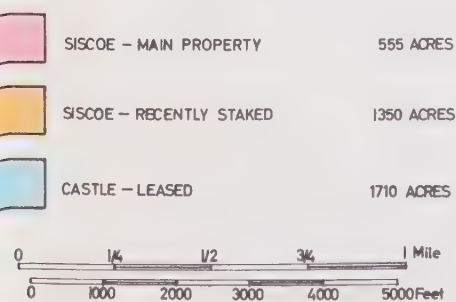 SISCOE – MAIN PROPERTY 555 ACRES
SISCOE – RECENTLY STAKED 1350 ACRES
CASTLE – LEASED 1710 ACRES
0 1/4 1/2 3/4 1 Mile
0 1000 2000 3000 4000 5000 Feet